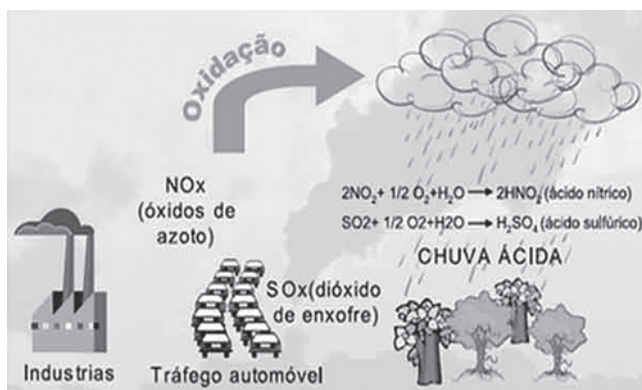 Oxidação
NOx
(óxidos de
azoto)
2NO₂+ 1/2 O₂+H₂O → 2HNO₃ (ácido nítrico)
SO2+ 1/2 O2+H2O → H₂SO₄ (ácido sulfúrico)
CHUVA ÁCIDA
SOx(dióxido
de enxofre)
Industrias
Tráfego automóvel